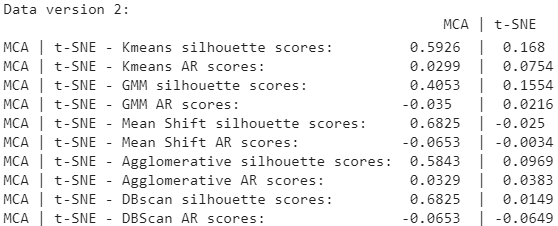 Data version 2:
MCA | t-SNE
MCA | t-SNE - Kmeans silhouette scores: 0.5926 | 0.168
MCA | t-SNE - Kmeans AR scores: 0.0299 | 0.0754
MCA | t-SNE - GMM silhouette scores: 0.4053 | 0.1554
MCA | t-SNE - GMM AR scores: -0.035 | 0.0216
MCA | t-SNE - Mean Shift silhouette scores: 0.6825 | -0.025
MCA | t-SNE - Mean Shift AR scores: -0.0653 | -0.0034
MCA | t-SNE - Agglomerative silhouette scores: 0.5843 | 0.0969
MCA | t-SNE - Agglomerative AR scores: 0.0329 | 0.0383
MCA | t-SNE - DBscan silhouette scores: 0.6825 | 0.0149
MCA | t-SNE - DBScan AR scores: -0.0653 | -0.0649